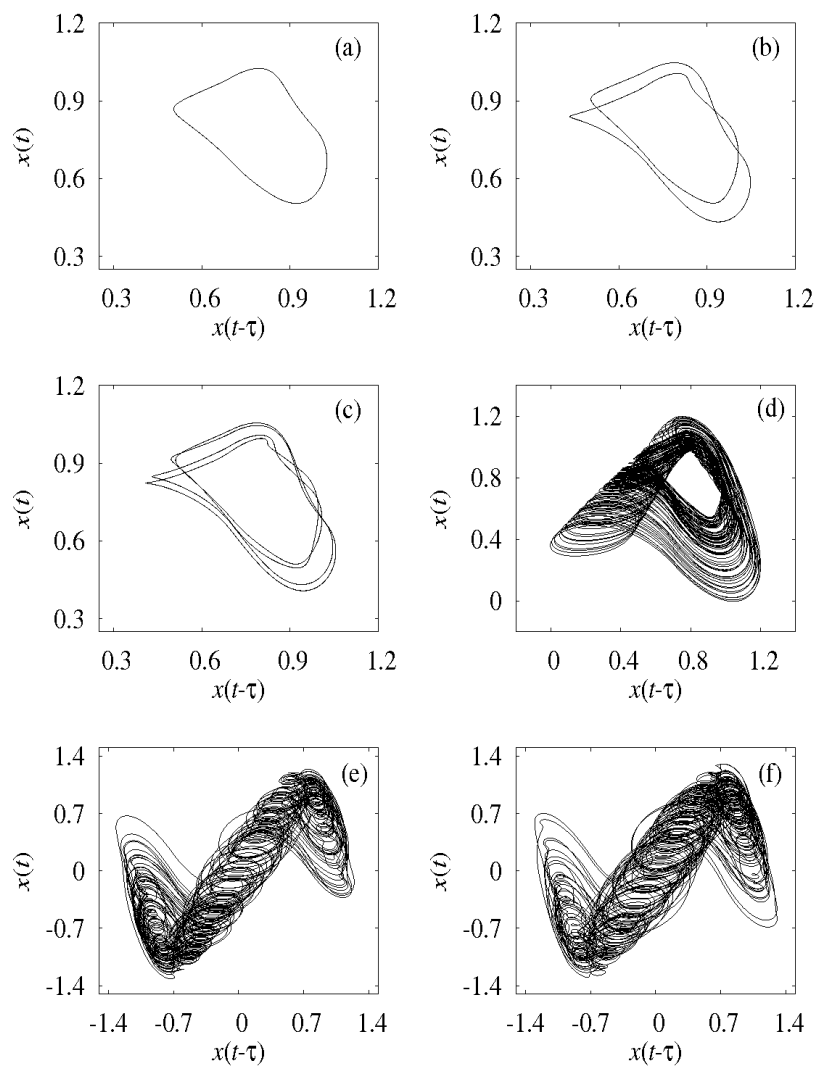 1.2
(a)
0.9
x(t)
0.6
0.3
0.3 0.6 0.9 1.2
x(t-τ)
1.2
(b)
0.9
x(t)
0.6
0.3
0.3 0.6 0.9 1.2
x(t-τ)
1.2
(c)
0.9
x(t)
0.6
0.3
0.3 0.6 0.9 1.2
x(t-τ)
(d)
1.2
0.8
x(t)
0.4
0
0 0.4 0.8 1.2
x(t-τ)
1.4
(e)
0.7
x(t)
0
-0.7
-1.4
-1.4 -0.7 0 0.7 1.4
x(t-τ)
1.4
(f)
0.7
x(t)
0
-0.7
-1.4
-1.4 -0.7 0 0.7 1.4
x(t-τ)